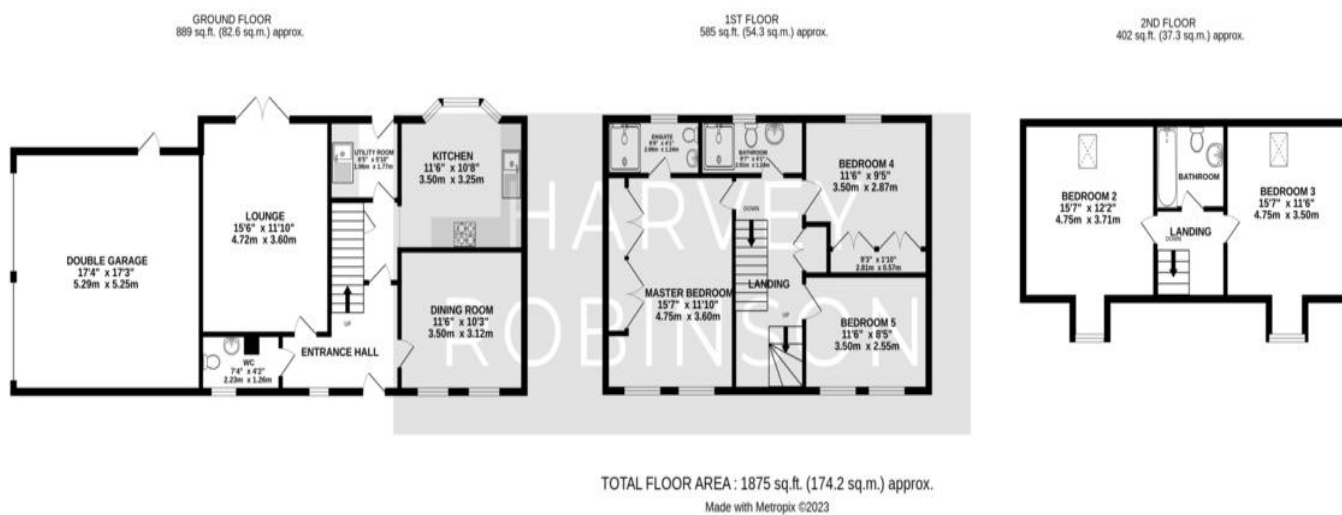 GROUND FLOOR
889 sq.ft. (82.6 sq.m.) approx.
DOUBLE GARAGE
17'4" x 17'3"
5.29m x 5.25m
LOUNGE
15'6" x 11'10"
4.72m x 3.60m
UTILITY ROOM
6'5" x 5'10"
1.96m x 1.77m
KITCHEN
11'6" x 10'8"
3.50m x 3.25m
DINING ROOM
11'6" x 10'3"
3.50m x 3.12m
UP
ENTRANCE HALL
WC
7'4" x 4'2"
2.23m x 1.26m
1ST FLOOR
585 sq.ft. (54.3 sq.m.) approx.
ENSUITE
BATHROOM
BEDROOM 4
11'6" x 9'5"
3.50m x 2.87m
9'3" x 1'10"
2.81m x 0.57m
DOWN
LANDING
MASTER BEDROOM
15'7" x 11'10"
4.75m x 3.60m
UP
BEDROOM 5
11'6" x 8'5"
3.50m x 2.55m
HARVEY
ROBINSON
2ND FLOOR
402 sq.ft. (37.3 sq.m.) approx.
BEDROOM 2
15'7" x 12'2"
4.75m x 3.71m
BATHROOM
LANDING
DOWN
BEDROOM 3
15'7" x 11'6"
4.75m x 3.50m
TOTAL FLOOR AREA : 1875 sq.ft. (174.2 sq.m.) approx.
Made with Metropix ©2023